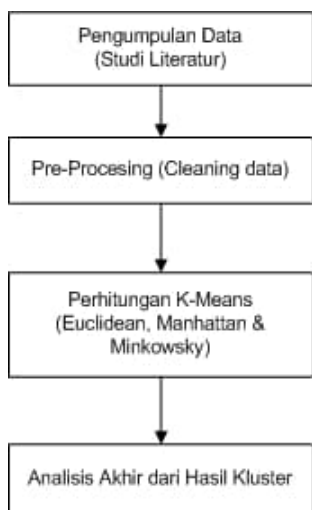 Pengumpulan Data
(Studi Literatur)
Pre-Procesing (Cleaning data)
Perhitungan K-Means
(Euclidean, Manhattan &
Minkowsky)
Analisis Akhir dari Hasil Kluster